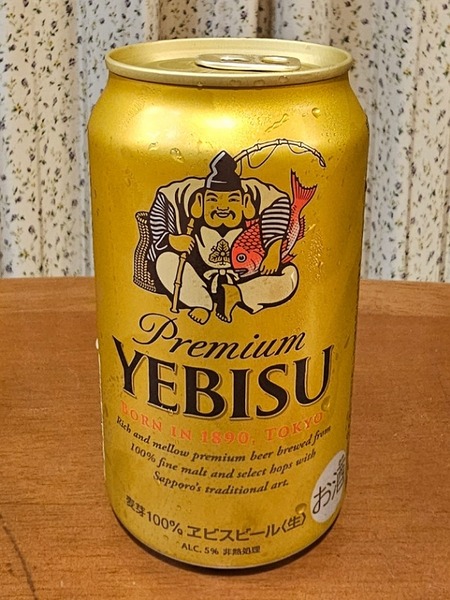 Premium
YEBISU
BORN IN 1890, TOKYO
Rich and mellow premium beer brewed from
100% fine malt and select hops with
Sapporo's traditional art.
お酒
麦芽100% ヱビスビール〈生〉
ALC. 5% 非熱処理